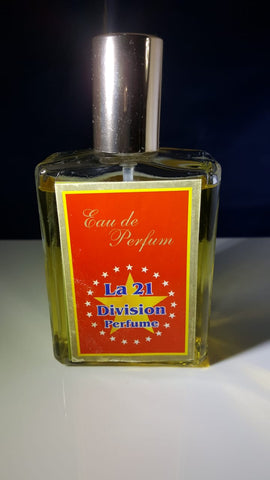 Eau de
Perfum
La 21
Division
Perfume